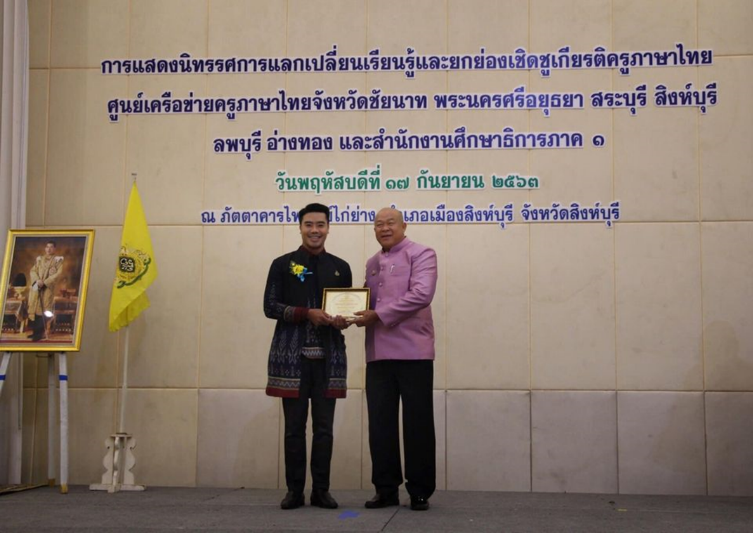 การแสดงนิทรรศการแลกเปลี่ยนเรียนรู้และยกย่องเชิดชูเกียรติครูภาษาไทย
ศูนย์เครือข่ายครูภาษาไทยจังหวัดชัยนาท พระนครศรีอยุธยา สระบุรี สิงห์บุรี
ลพบุรี อ่างทอง และสำนักงานศึกษาธิการภาค ๑
วันพฤหัสบดีที่ ๑๗ กันยายน ๒๕๖๓
ณ ภัตตาคารไพบูลย์ไก่ย่าง อำเภอเมืองสิงห์บุรี จังหวัดสิงห์บุรี